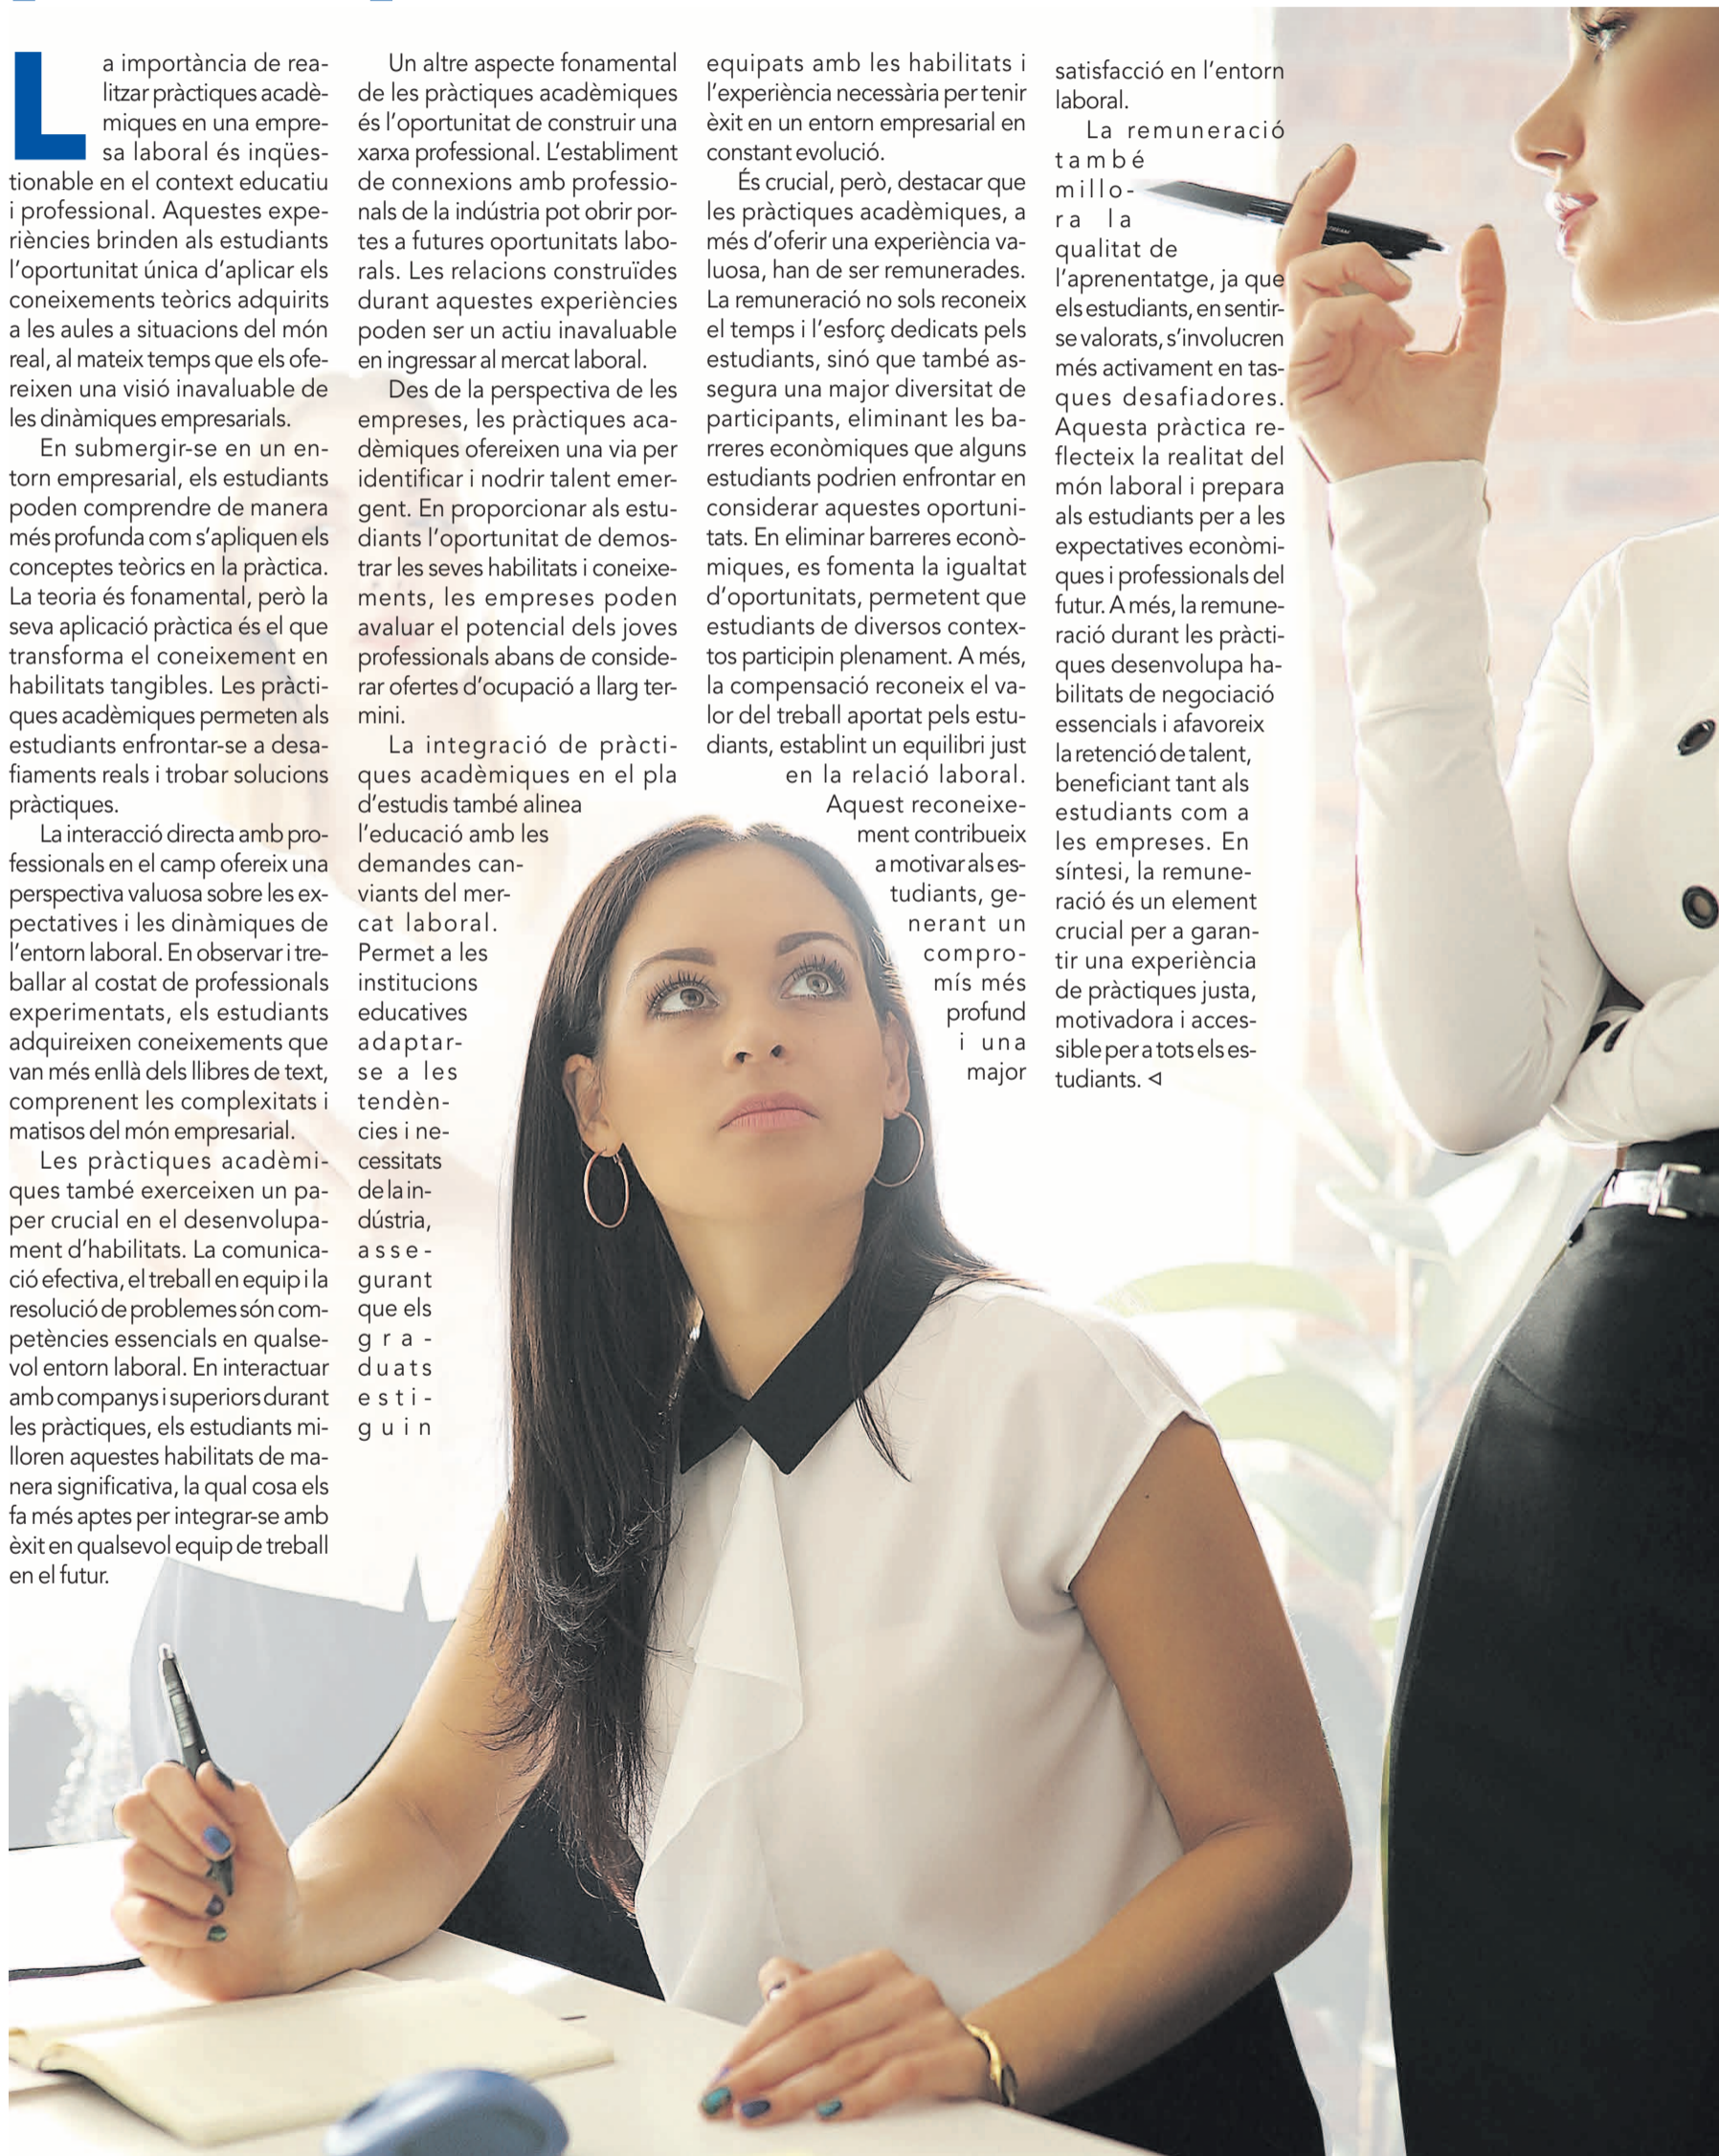 La importància de rea-
litzar pràctiques acadè-
miques en una empre-
sa laboral és inqües-
tionable en el context educatiu
i professional. Aquestes expe-
riències brinden als estudiants
l'oportunitat única d'aplicar els
coneixements teòrics adquirits
a les aules a situacions del món
real, al mateix temps que els ofe-
reixen una visió inavaluable de
les dinàmiques empresarials.
En submergir-se en un en-
torn empresarial, els estudiants
poden comprendre de manera
més profunda com s'apliquen els
conceptes teòrics en la pràctica.
La teoria és fonamental, però la
seva aplicació pràctica és el que
transforma el coneixement en
habilitats tangibles. Les pràcti-
ques acadèmiques permeten als
estudiants enfrontar-se a desa-
fiaments reals i trobar solucions
pràctiques.
La interacció directa amb pro-
fessionals en el camp ofereix una
perspectiva valuosa sobre les ex-
pectatives i les dinàmiques de
l'entorn laboral. En observar i tre-
ballar al costat de professionals
experimentats, els estudiants
adquireixen coneixements que
van més enllà dels llibres de text,
comprenent les complexitats i
matisos del món empresarial.
Les pràctiques acadèmi-
ques també exerceixen un pa-
per crucial en el desenvolupa-
ment d'habilitats. La comunica-
ció efectiva, el treball en equip i la
resolució de problemes són com-
petències essencials en qualse-
vol entorn laboral. En interactuar
amb companys i superiors durant
les pràctiques, els estudiants mi-
lloren aquestes habilitats de ma-
nera significativa, la qual cosa els
fa més aptes per integrar-se amb
èxit en qualsevol equip de treball
en el futur.
Un altre aspecte fonamental
de les pràctiques acadèmiques
és l'oportunitat de construir una
xarxa professional. L'establiment
de connexions amb professio-
nals de la indústria pot obrir por-
tes a futures oportunitats labo-
rals. Les relacions construïdes
durant aquestes experiències
poden ser un actiu inavaluable
en ingressar al mercat laboral.
Des de la perspectiva de les
empreses, les pràctiques aca-
dèmiques ofereixen una via per
identificar i nodrir talent emer-
gent. En proporcionar als estu-
diants l'oportunitat de demos-
trar les seves habilitats i coneixe-
ments, les empreses poden
avaluar el potencial dels joves
professionals abans de conside-
rar ofertes d'ocupació a llarg ter-
mini.
La integració de pràcti-
ques acadèmiques en el pla
d'estudis també alinea
l'educació amb les
demandes can-
viants del mer-
cat laboral.
Permet a les
institucions
educatives
adaptar-
se a les
tendèn-
cies i ne-
cessitats
de la in-
dústria,
asse-
gurant
que els
gra-
duats
esti-
guin
equipats amb les habilitats i
l'experiència necessària per tenir
èxit en un entorn empresarial en
constant evolució.
És crucial, però, destacar que
les pràctiques acadèmiques, a
més d'oferir una experiència va-
luosa, han de ser remunerades.
La remuneració no sols reconeix
el temps i l'esforç dedicats pels
estudiants, sinó que també as-
segura una major diversitat de
participants, eliminant les ba-
rreres econòmiques que alguns
estudiants podrien enfrontar en
considerar aquestes oportuni-
tats. En eliminar barreres econò-
miques, es fomenta la igualtat
d'oportunitats, permetent que
estudiants de diversos contex-
tos participin plenament. A més,
la compensació reconeix el va-
lor del treball aportat pels estu-
diants, establint un equilibri just
en la relació laboral.
Aquest reconeixe-
ment contribueix
a motivar als es-
tudiants, ge-
nerant un
compro-
mís més
profund
i una
major
satisfacció en l'entorn
laboral.
La remuneració
també
millo-
ra la
qualitat de
l'aprenentatge, ja que
els estudiants, en sentir-
se valorats, s'involucren
més activament en tas-
ques desafiadores.
Aquesta pràctica re-
flecteix la realitat del
món laboral i prepara
als estudiants per a les
expectatives econòmi-
ques i professionals del
futur. A més, la remune-
ració durant les pràcti-
ques desenvolupa ha-
bilitats de negociació
essencials i afavoreix
la retenció de talent,
beneficiant tant als
estudiants com a
les empreses. En
síntesi, la remune-
ració és un element
crucial per a garan-
tir una experiència
de pràctiques justa,
motivadora i acces-
sible per a tots els es-
tudiants. ◁